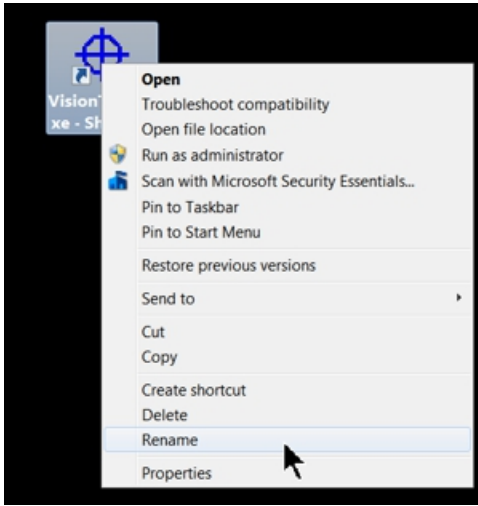 Vision
xe - Sh
Open
Troubleshoot compatibility
Open file location
Run as administrator
Scan with Microsoft Security Essentials...
Pin to Taskbar
Pin to Start Menu
Restore previous versions
Send to
Cut
Copy
Create shortcut
Delete
Rename
Properties